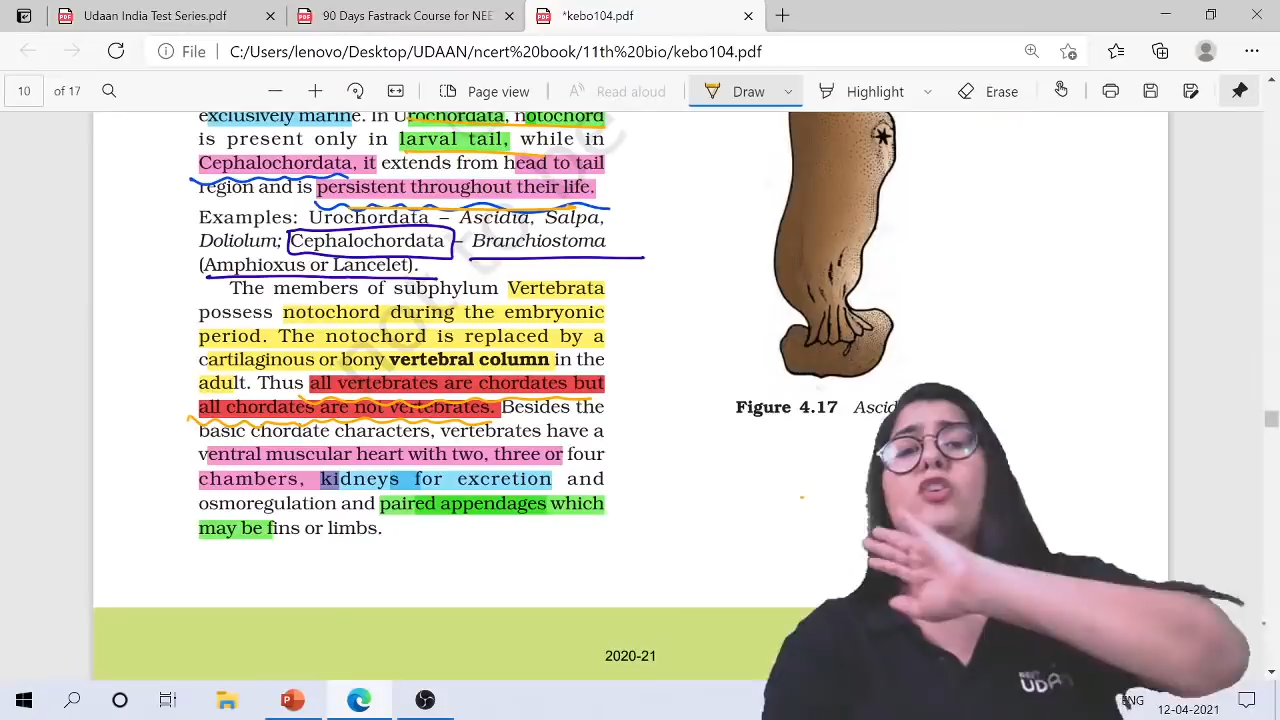 Udaan India Test Series.pdf
90 Days Fastrack Course for NEE
*kebo104.pdf
File
C:/Users/lenovo/Desktop/UDAAN/ncert%20book/11th%20bio/kebo104.pdf
10 of 17
Page view
Read aloud
Draw
Highlight
Erase
exclusively marine. In Urochordata, notochord
is present only in larval tail, while in
Cephalochordata, it extends from head to tail
region and is persistent throughout their life.
Examples: Urochordata – Ascidia, Salpa,
Doliolum; Cephalochordata – Branchiostoma
(Amphioxus or Lancelet).
The members of subphylum Vertebrata
possess notochord during the embryonic
period. The notochord is replaced by a
cartilaginous or bony vertebral column in the
adult. Thus all vertebrates are chordates but
all chordates are not vertebrates. Besides the
basic chordate characters, vertebrates have a
ventral muscular heart with two, three or four
chambers, kidneys for excretion and
osmoregulation and paired appendages which
may be fins or limbs.
Figure 4.17 Ascid
2020-21
UDA
ENG
12-04-2021